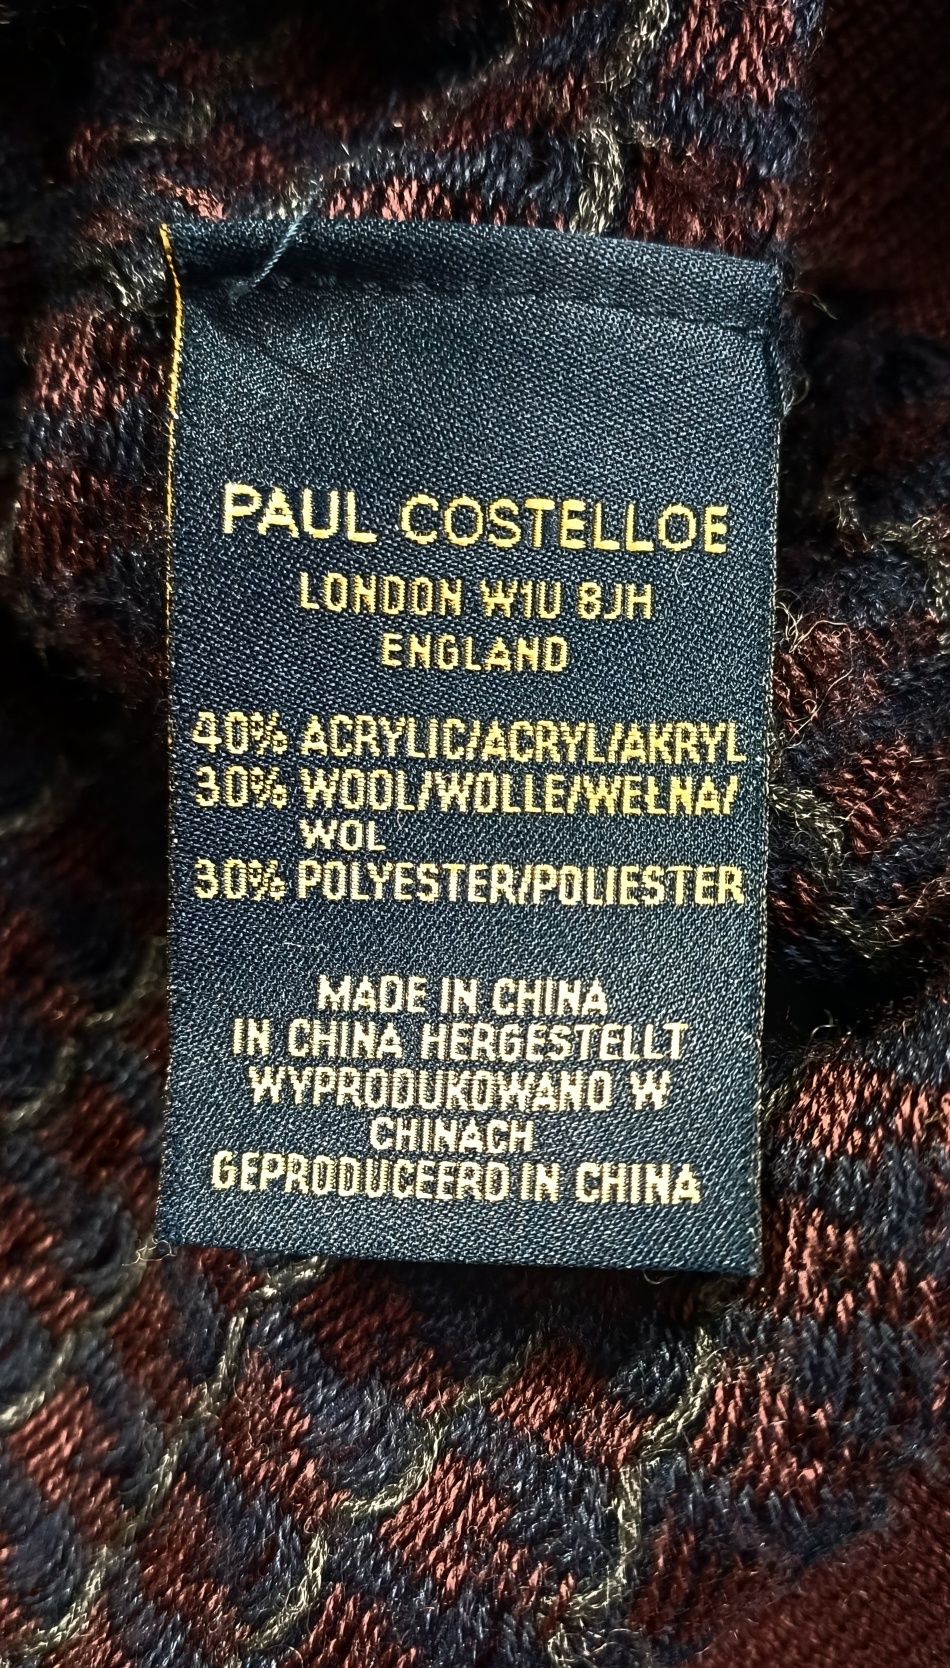 PAUL COSTELLOE
LONDON W1U 8JH
ENGLAND
40% ACRYLIC/ACRYL/AKRYL
30% WOOL/WOLLE/WEŁNA/
WOL
30% POLYESTER/POLIESTER
MADE IN CHINA
IN CHINA HERGESTELLT
WYPRODUKOWANO W
CHINACH
GEPRODUCEERD IN CHINA